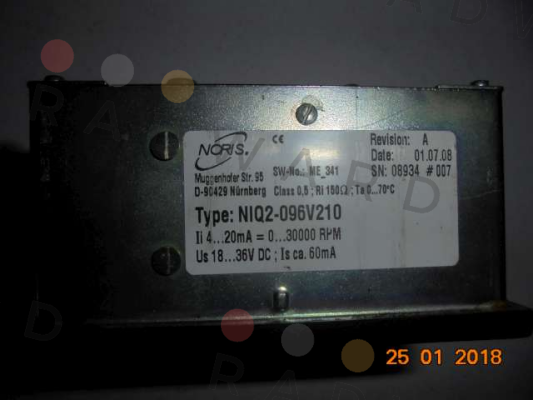 NORIS.
CE
Revision: A
Muggenhofer Str. 95 SW-No.: ME_341
Date: 01.07.08
D-90429 Nürnberg Class 0,5 ; Ri 150Ω ; Ta 0...70°C
SN: 08934 #007
Type: NIQ2-096V210
Ii 4...20mA = 0...30000 RPM
Us 18...36V DC ; Is ca. 60mA
25 01 2018